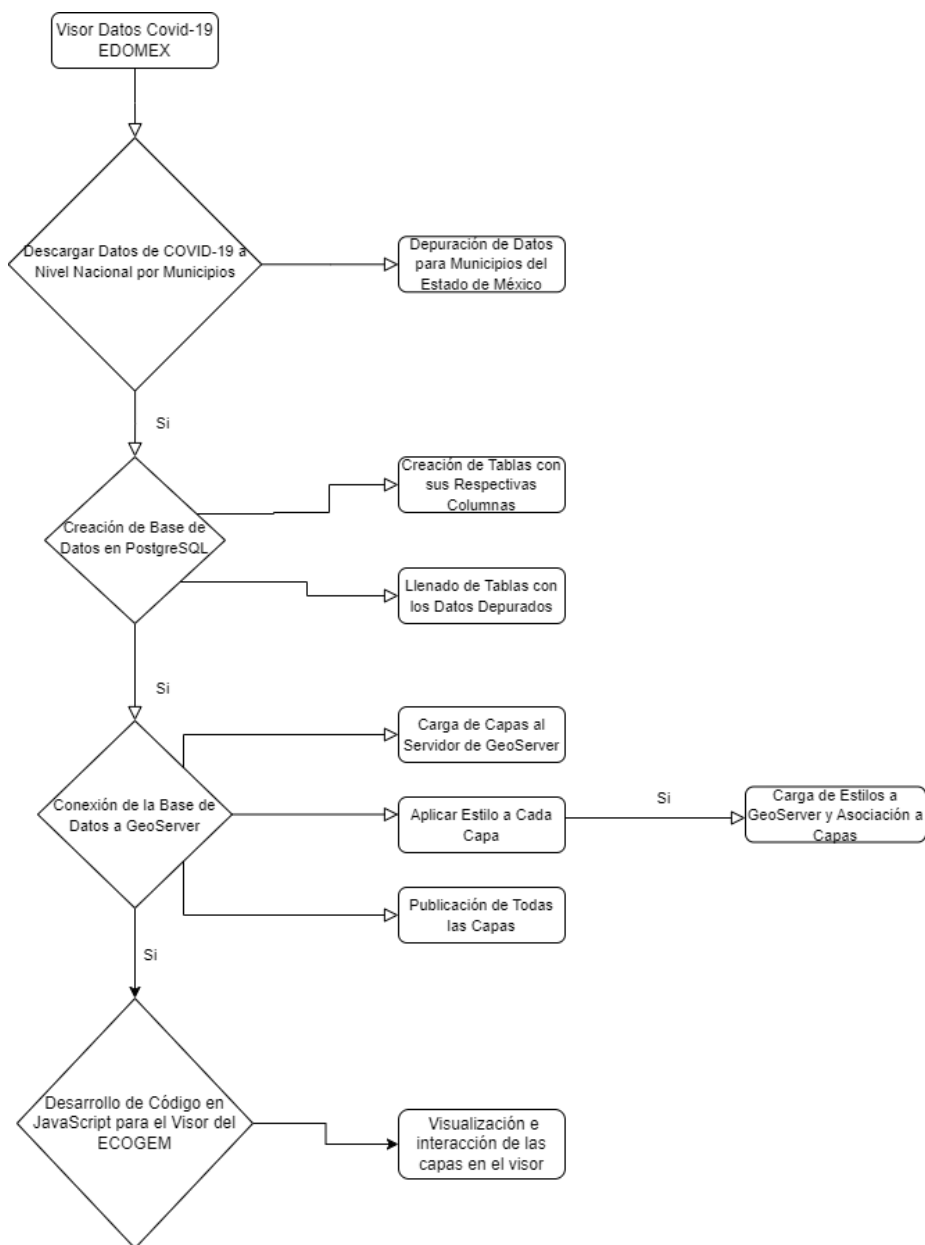 Visor Datos Covid-19
EDOMEX
Descargar Datos de COVID-19 a
Nivel Nacional por Municipios
Depuración de Datos
para Municipios del
Estado de México
Si
Creación de Base de
Datos en PostgreSQL
Creación de Tablas con
sus Respectivas
Columnas
Llenado de Tablas con
los Datos Depurados
Si
Conexión de la Base de
Datos a GeoServer
Carga de Capas al
Servidor de GeoServer
Aplicar Estilo a Cada
Capa
Si
Carga de Estilos a
GeoServer y Asociación a
Capas
Publicación de Todas
las Capas
Si
Desarrollo de Código en
JavaScript para el Visor del
ECOGEM
Visualización e
interacción de las
capas en el visor